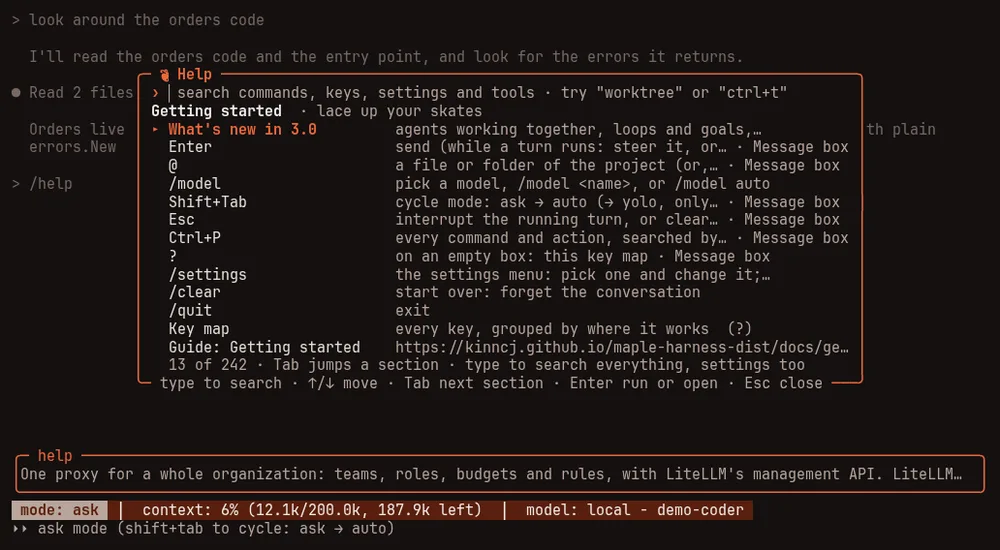 > look around the orders code
I'll read the orders code and the entry point, and look for the errors it returns.
Help
● Read 2 files
› search commands, keys, settings and tools · try "worktree" or "ctrl+t"
Getting started · lace up your skates
Orders live
▸ What's new in 3.0 agents working together, loops and goals,…
th plain
errors.New
Enter send (while a turn runs: steer it, or… · Message box
@ a file or folder of the project (or,… · Message box
> /help
/model pick a model, /model <name>, or /model auto
Shift+Tab cycle mode: ask → auto (→ yolo, only… · Message box
Esc interrupt the running turn, or clear… · Message box
Ctrl+P every command and action, searched by… · Message box
? on an empty box: this key map · Message box
/settings the settings menu: pick one and change it;…
/clear start over: forget the conversation
/quit exit
Key map every key, grouped by where it works (?)
Guide: Getting started https://kinncj.github.io/maple-harness-dist/docs/ge…
13 of 242 · Tab jumps a section · type to search everything, settings too
type to search · ↑/↓ move · Tab next section · Enter run or open · Esc close
help
One proxy for a whole organization: teams, roles, budgets and rules, with LiteLLM's management API. LiteLLM…
mode: ask | context: 6% (12.1k/200.0k, 187.9k left) | model: local - demo-coder
▸▸ ask mode (shift+tab to cycle: ask → auto)